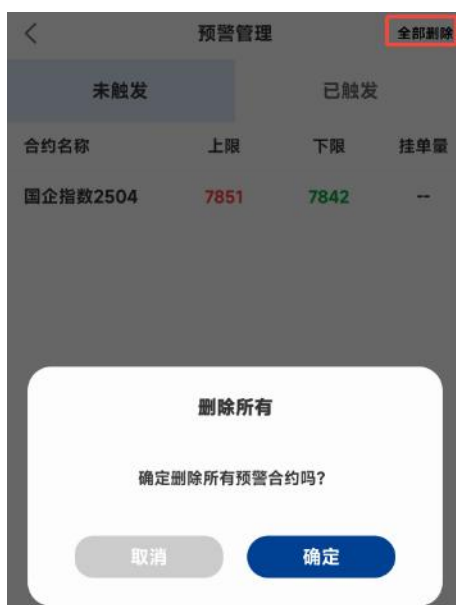 预警管理 全部删除
未触发 已触发
合约名称 上限 下限 挂单量
国企指数2504 7851 7842 --
删除所有
确定删除所有预警合约吗?
取消 确定